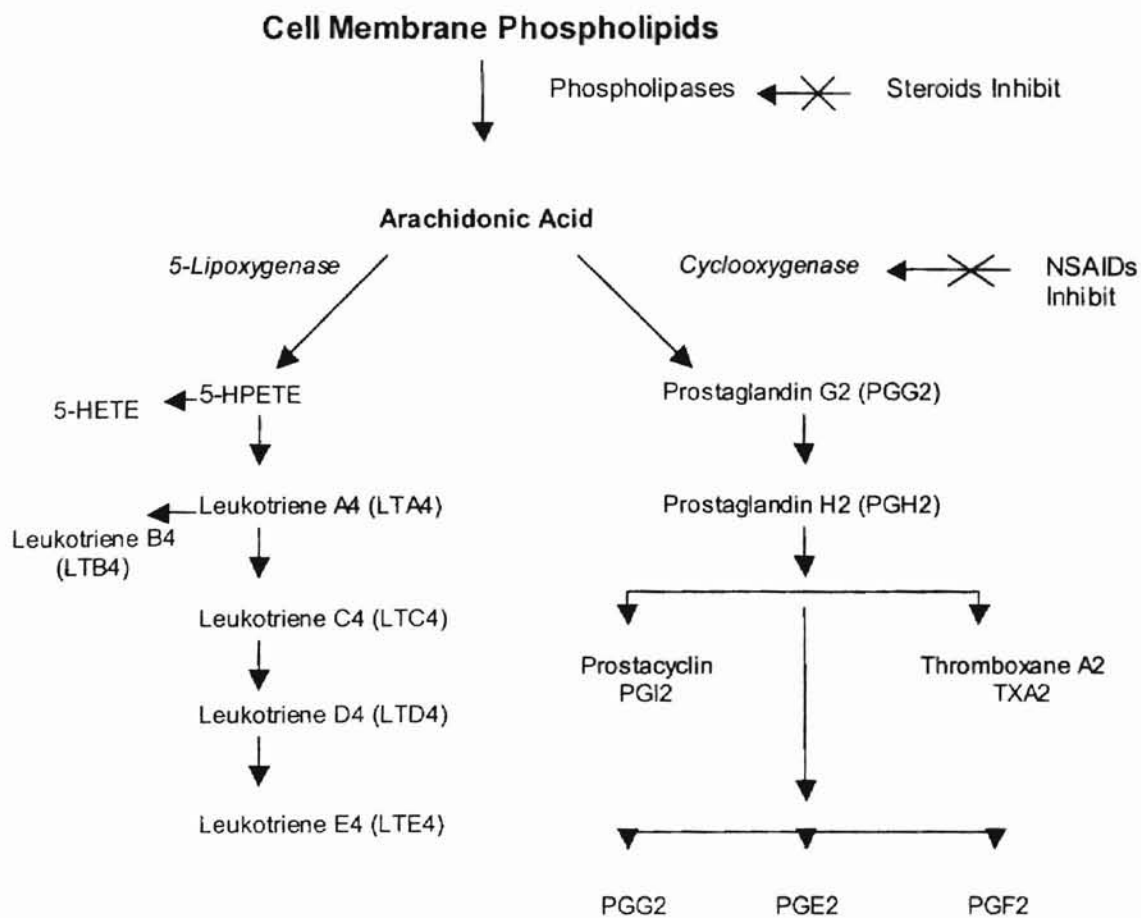 Cell Membrane Phospholipids
Phospholipases
Steroids Inhibit
Arachidonic Acid
5-Lipoxygenase
Cyclooxygenase
NSAIDs
Inhibit
5-HETE
5-HPETE
Prostaglandin G2 (PGG2)
Leukotriene A4 (LTA4)
Prostaglandin H2 (PGH2)
Leukotriene B4
(LTB4)
Leukotriene C4 (LTC4)
Prostacyclin
PGI2
Thromboxane A2
TXA2
Leukotriene D4 (LTD4)
Leukotriene E4 (LTE4)
PGG2
PGE2
PGF2